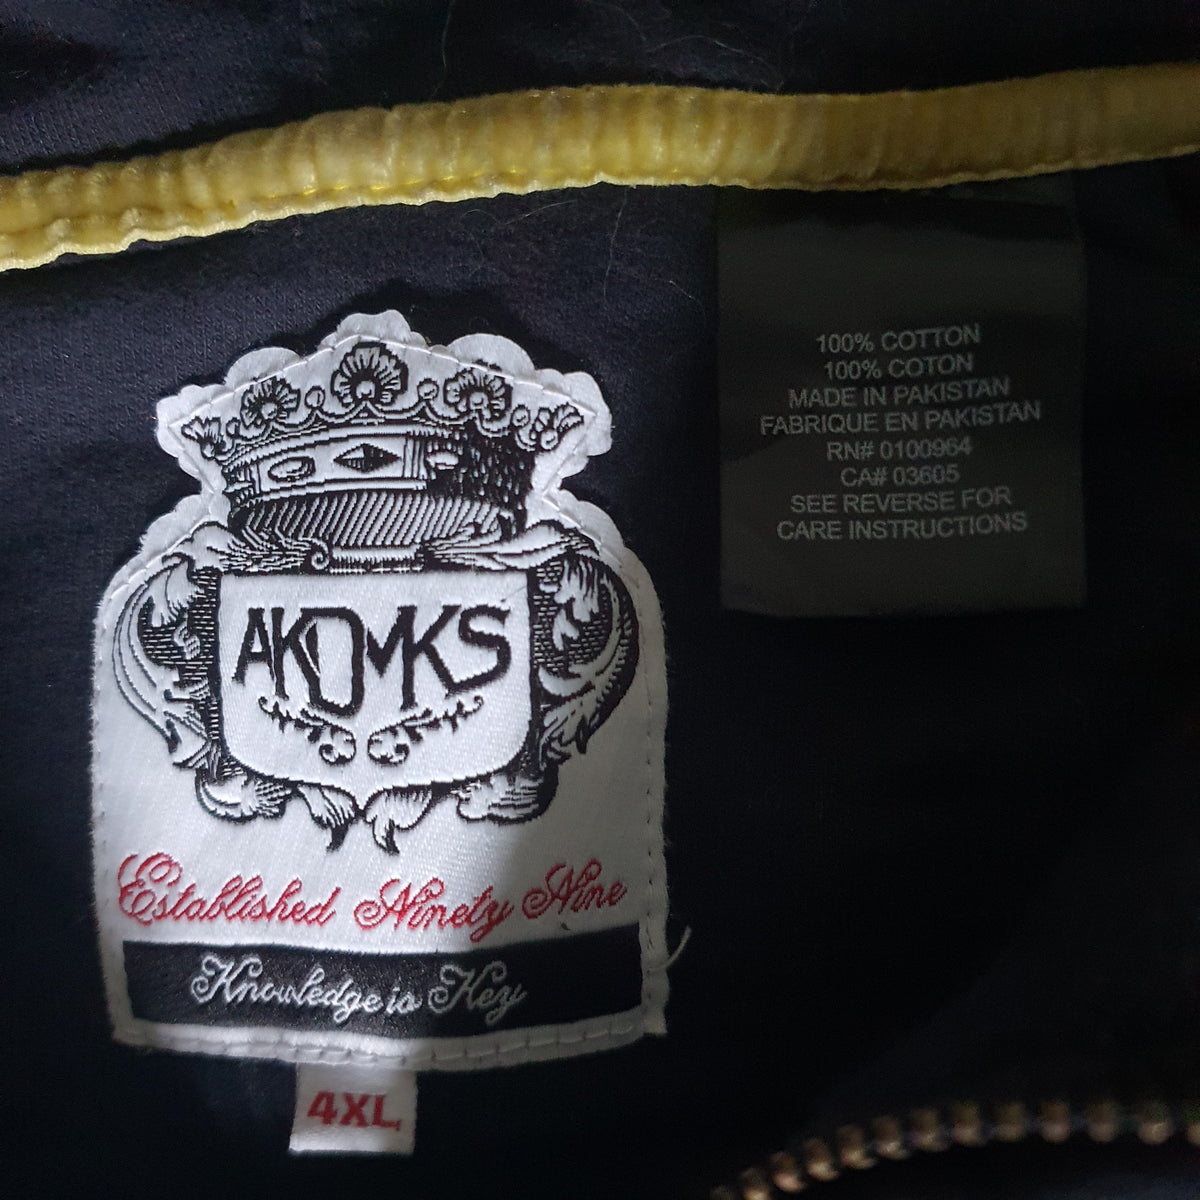 AKOMKS
Established Ninety Nine
Knowledge is Key
4XL
100% COTTON
100% COTON
MADE IN PAKISTAN
FABRIQUE EN PAKISTAN
RN# 0100964
CA# 03605
SEE REVERSE FOR
CARE INSTRUCTIONS